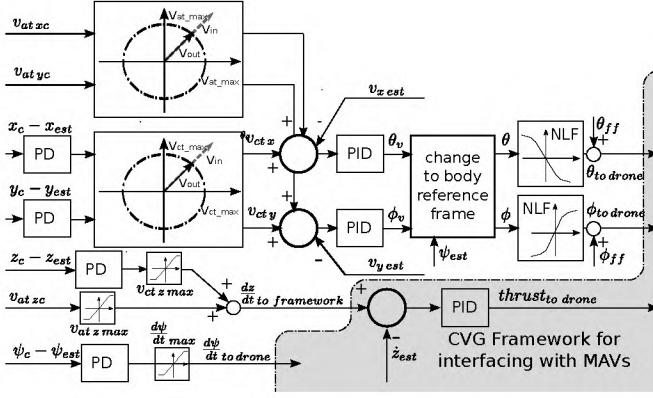 v_at xc
v_at yc
V_at_max
V_in
V_out
V_at_max
x_c − x_est
PD
y_c − y_est
PD
V_ct_max
V_in
V_out
V_ct_max
v_ct x
v_ct y
+
-
+
+
+
-
v_x est
v_y est
PID
θ_v
PID
ϕ_v
change
to body
reference
frame
ψ_est
θ
NLF
θ_ff
+
θ_to drone
ϕ
NLF
ϕ_to drone
+
ϕ_ff
z_c − z_est
PD
v_ct z max
v_at zc
v_at z max
+
+
dz/dt to framework
ψ_c − ψ_est
PD
dψ/dt max
dψ/dt to drone
+
-
ż_est
PID
thrust_to drone
CVG Framework for
interfacing with MAVs